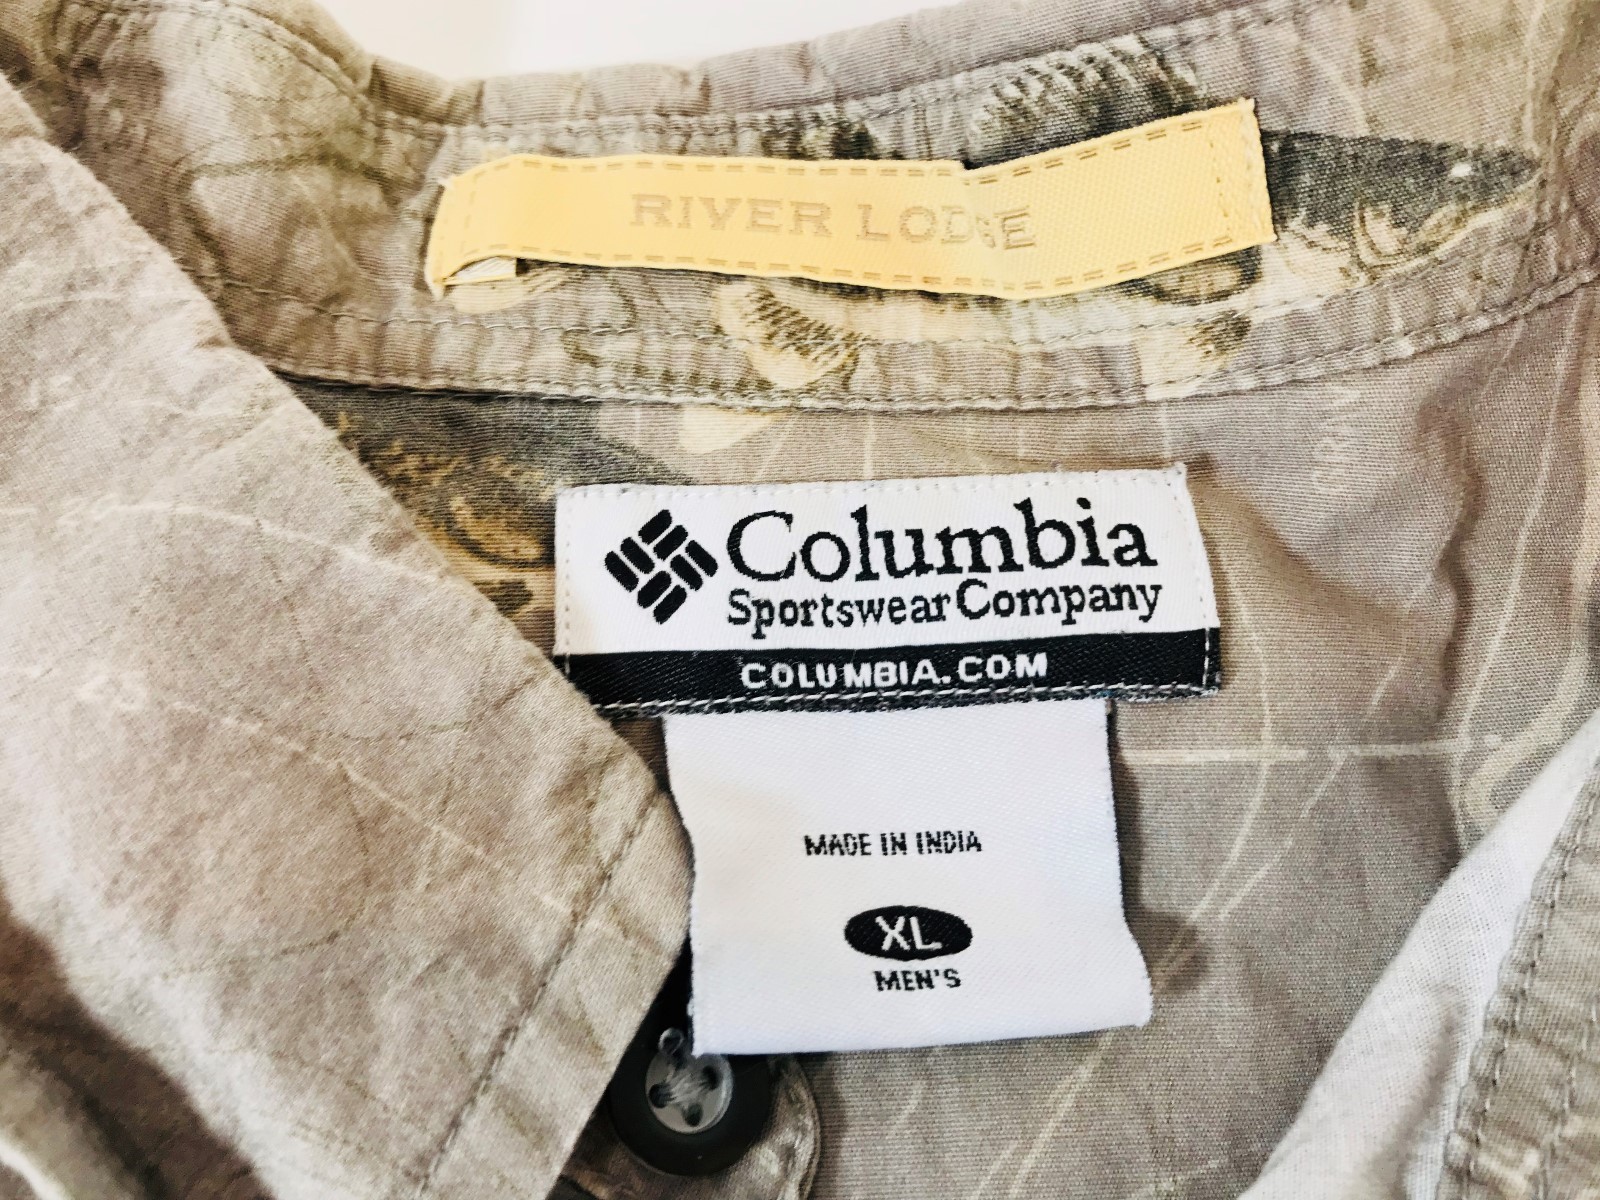 RIVER LODGE
Columbia
Sportswear Company
COLUMBIA.COM
MADE IN INDIA
XL
MEN'S